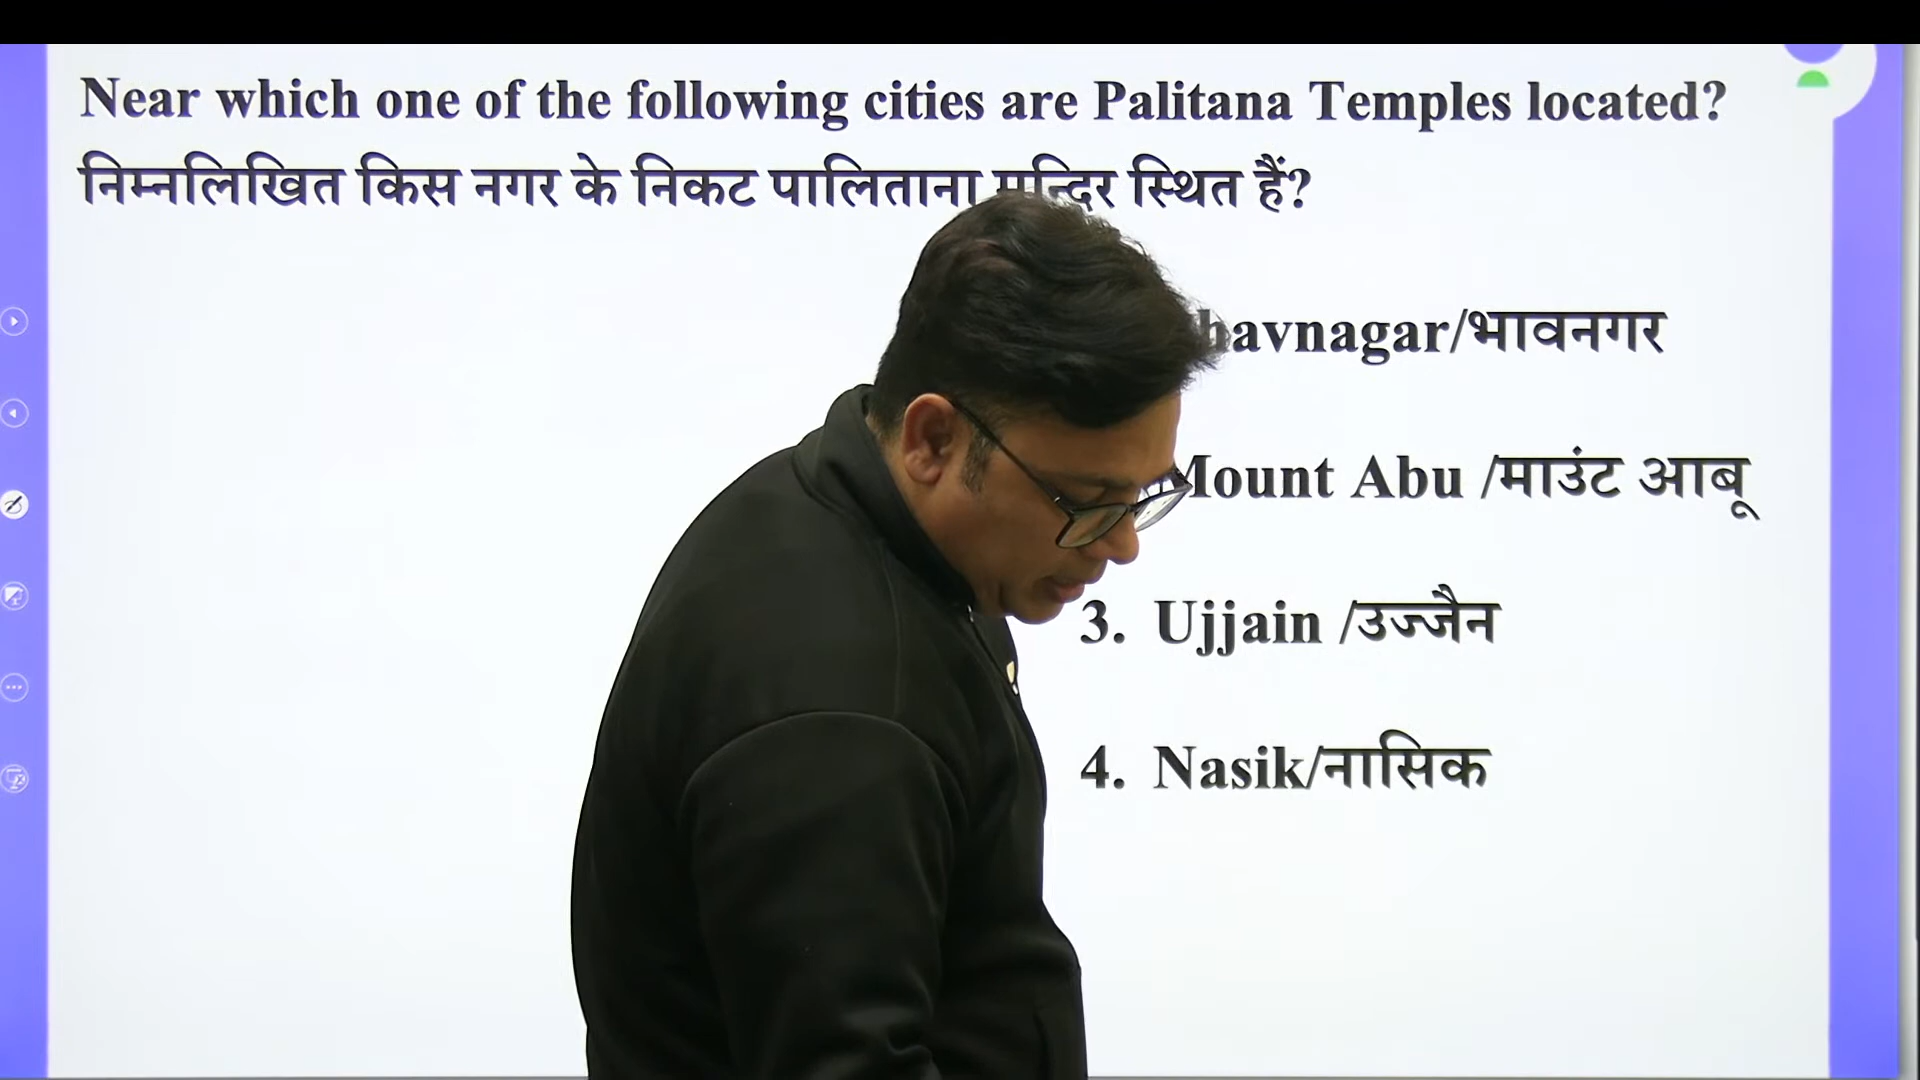 Near which one of the following cities are Palitana Temples located?
निम्नलिखित किस नगर के निकट पालिताना मन्दिर स्थित हैं?
havnagar/भावनगर
Mount Abu /माउंट आबू
3. Ujjain /उज्जैन
4. Nasik/नासिक